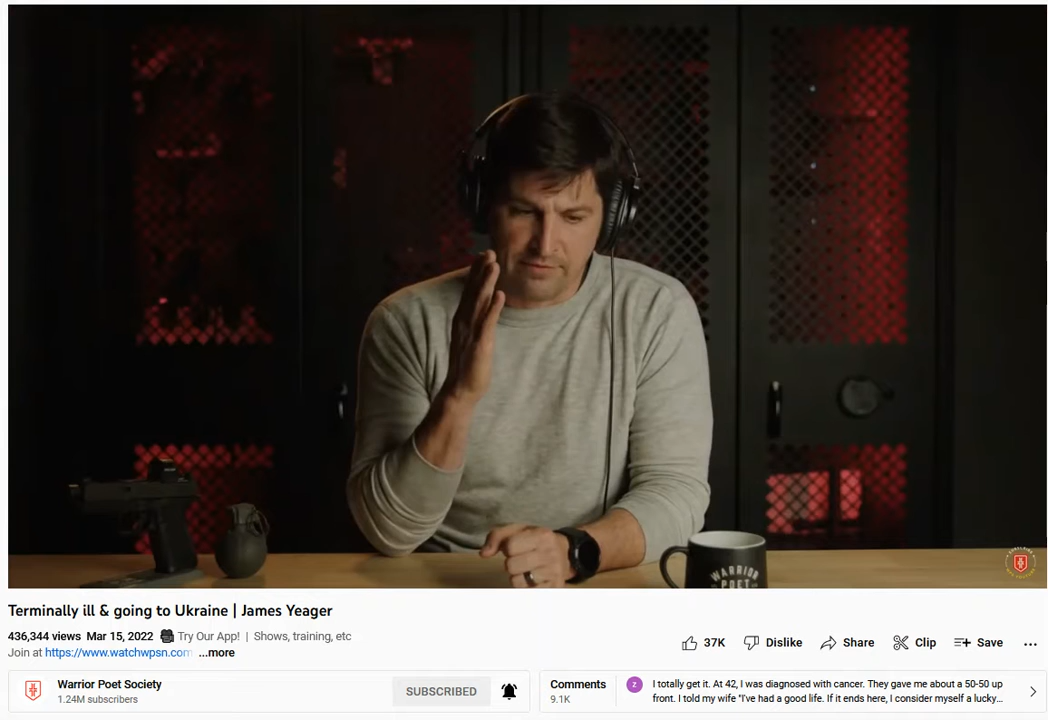 WARRIOR
POET
Terminally ill & going to Ukraine | James Yeager
436,344 views Mar 15, 2022 Try Our App! | Shows, training, etc
Join at https://www.watchwpsn.com ...more
37K Dislike Share Clip Save ...
Warrior Poet Society
1.24M subscribers
SUBSCRIBED
Comments
9.1K
z
I totally get it. At 42, I was diagnosed with cancer. They gave me about a 50-50 up
front. I told my wife "I've had a good life. If it ends here, I consider myself a lucky...